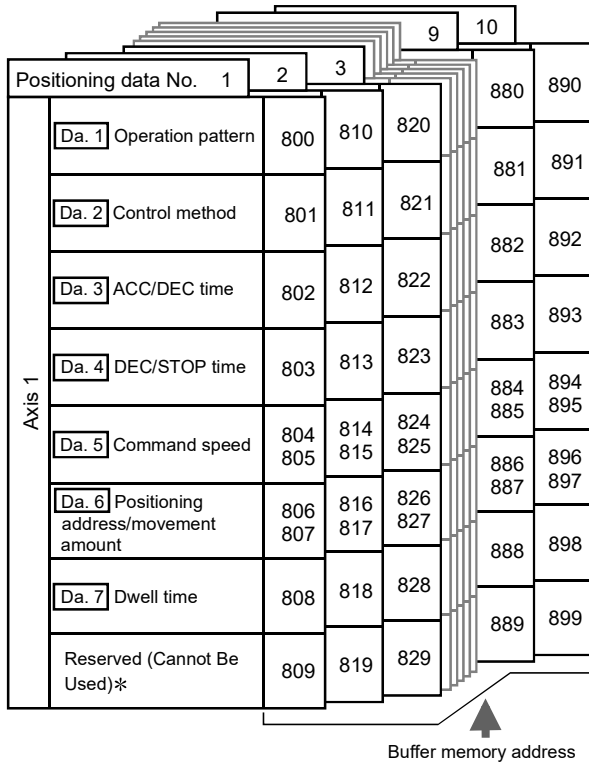 Positioning data No. 1 2 3 9 10
Axis 1
Da. 1 Operation pattern 800 810 820 880 890
Da. 2 Control method 801 811 821 881 891
Da. 3 ACC/DEC time 802 812 822 882 892
Da. 4 DEC/STOP time 803 813 823 883 893
Da. 5 Command speed 804 814 824 884 894
805 815 825 885 895
Da. 6 Positioning 806 816 826 886 896
address/movement 807 817 827 887 897
amount
Da. 7 Dwell time 808 818 828 888 898
Reserved (Cannot Be 809 819 829 889 899
Used)*
Buffer memory address